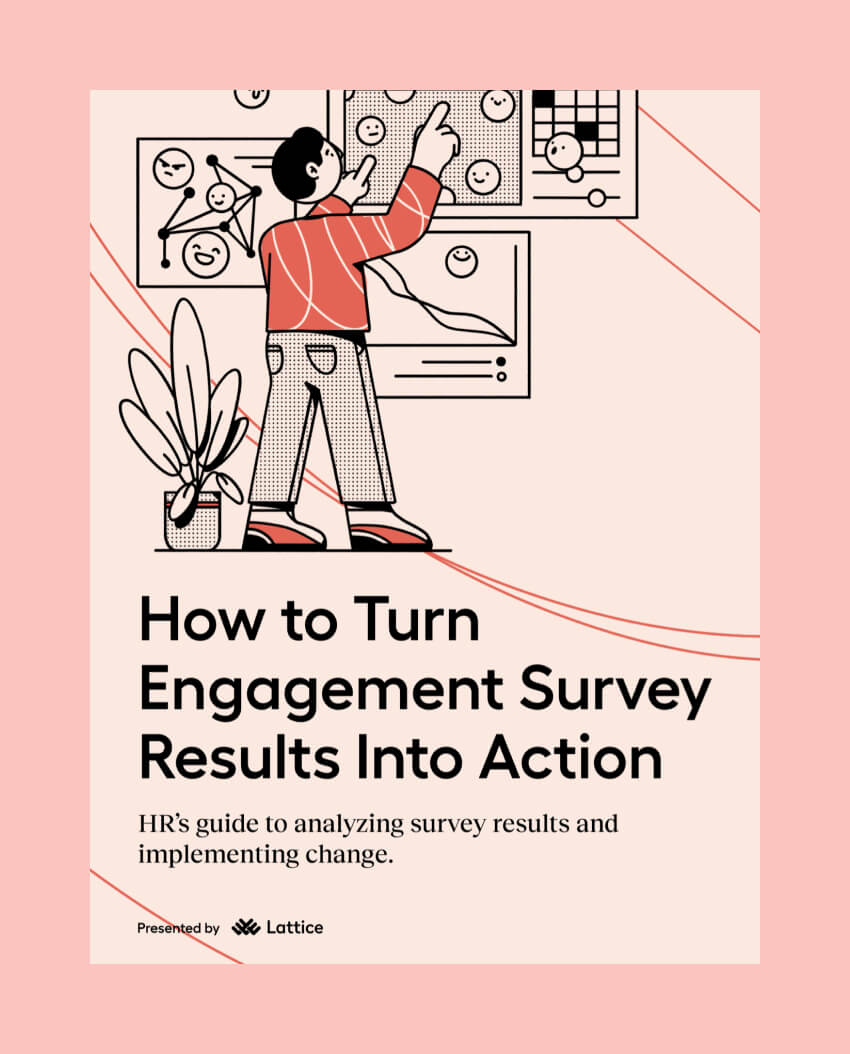 How to Turn
Engagement Survey
Results Into Action
HR’s guide to analyzing survey results and
implementing change.
Presented by Lattice